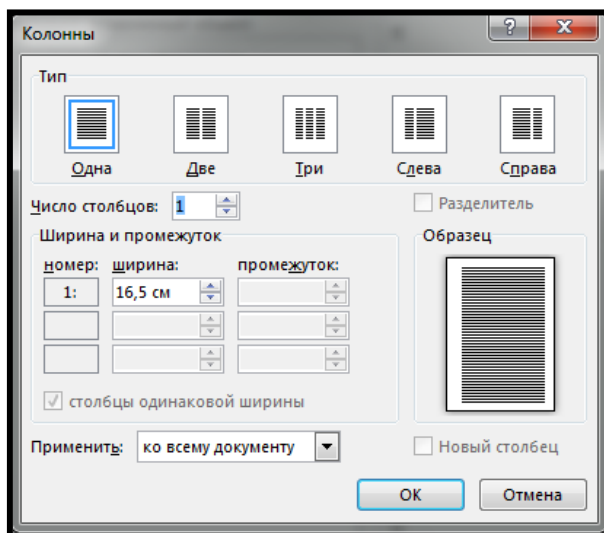 Колонны
Тип
Одна Две Три Слева Справа
Число столбцов: 1 Разделитель
Ширина и промежуток Образец
номер: ширина: промежуток:
1: 16,5 см
столбцы одинаковой ширины
Применить: ко всему документу Новый столбец
ОК Отмена